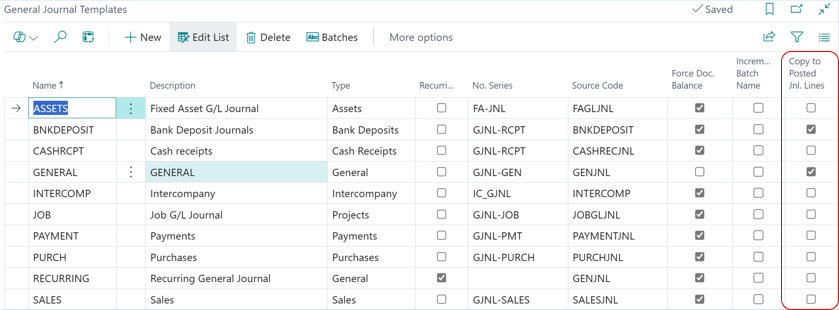 General Journal Templates
Saved
New Edit List Delete Batches More options
Name ↑ Description Type Recurri... No. Series Source Code Force Doc. Balance Increm... Batch Name Copy to Posted Jnl. Lines
ASSETS Fixed Asset G/L Journal Assets FA-JNL FAGLJNL
BNKDEPOSIT Bank Deposit Journals Bank Deposits GJNL-RCPT BNKDEPOSIT
CASHRCPT Cash receipts Cash Receipts GJNL-RCPT CASHRECJNL
GENERAL GENERAL General GJNL-GEN GENJNL
INTERCOMP Intercompany Intercompany IC_GJNL INTERCOMP
JOB Job G/L Journal Projects GJNL-JOB JOBGLJNL
PAYMENT Payments Payments GJNL-PMT PAYMENTJNL
PURCH Purchases Purchases GJNL-PURCH PURCHJNL
RECURRING Recurring General Journal General GENJNL
SALES Sales Sales GJNL-SALES SALESJNL